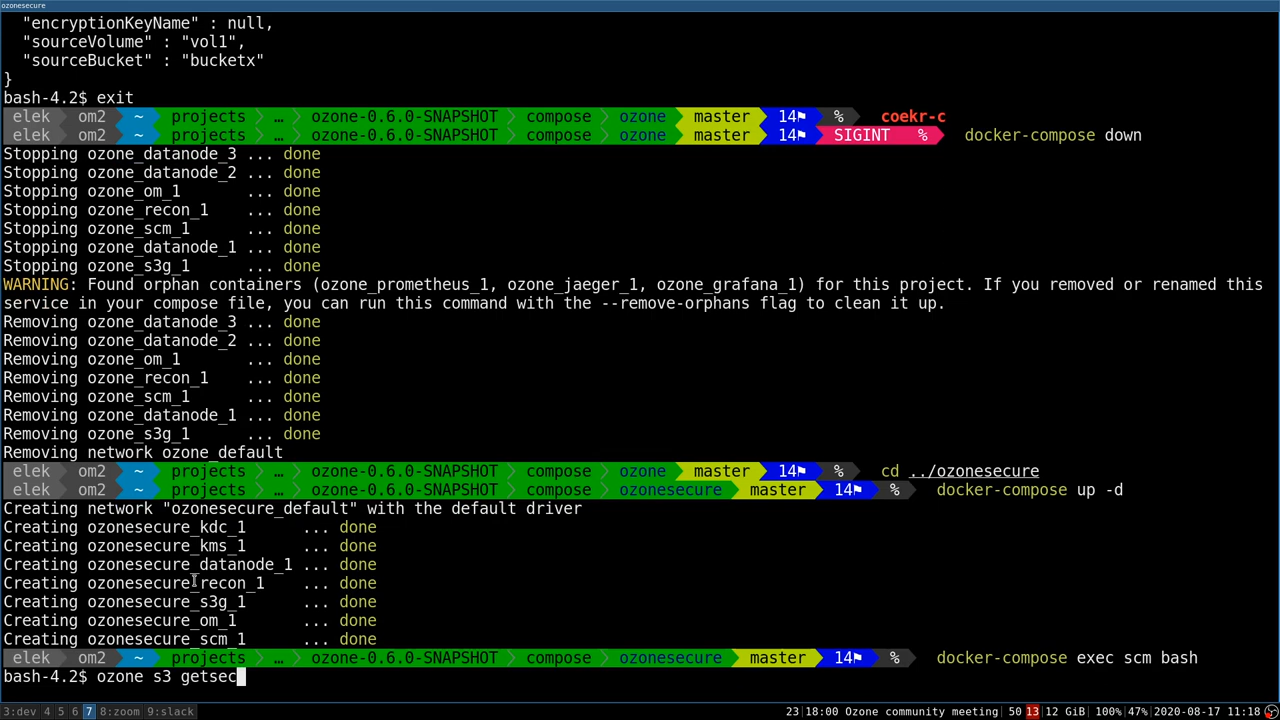 ozonesecure
"encryptionKeyName" : null,
"sourceVolume" : "vol1",
"sourceBucket" : "bucketx"
}
bash-4.2$ exit
elek om2 ~ projects … ozone-0.6.0-SNAPSHOT compose ozone master 14⚑ % coekr-c
elek om2 ~ projects … ozone-0.6.0-SNAPSHOT compose ozone master 14⚑ SIGINT % docker-compose down
Stopping ozone_datanode_3 ... done
Stopping ozone_datanode_2 ... done
Stopping ozone_om_1 ... done
Stopping ozone_recon_1 ... done
Stopping ozone_scm_1 ... done
Stopping ozone_datanode_1 ... done
Stopping ozone_s3g_1 ... done
WARNING: Found orphan containers (ozone_prometheus_1, ozone_jaeger_1, ozone_grafana_1) for this project. If you removed or renamed this
service in your compose file, you can run this command with the --remove-orphans flag to clean it up.
Removing ozone_datanode_3 ... done
Removing ozone_datanode_2 ... done
Removing ozone_om_1 ... done
Removing ozone_recon_1 ... done
Removing ozone_scm_1 ... done
Removing ozone_datanode_1 ... done
Removing ozone_s3g_1 ... done
Removing network ozone_default
elek om2 ~ projects … ozone-0.6.0-SNAPSHOT compose ozone master 14⚑ % cd ../ozonesecure
elek om2 ~ projects … ozone-0.6.0-SNAPSHOT compose ozonesecure master 14⚑ % docker-compose up -d
Creating network "ozonesecure_default" with the default driver
Creating ozonesecure_kdc_1 ... done
Creating ozonesecure_kms_1 ... done
Creating ozonesecure_datanode_1 ... done
Creating ozonesecure_recon_1 ... done
Creating ozonesecure_s3g_1 ... done
Creating ozonesecure_om_1 ... done
Creating ozonesecure_scm_1 ... done
elek om2 ~ projects … ozone-0.6.0-SNAPSHOT compose ozonesecure master 14⚑ % docker-compose exec scm bash
bash-4.2$ ozone s3 getsec
3:dev 4 5 6 7 8:zoom 9:slack 23|18:00 Ozone community meeting| 50 13 12 GiB| 100%|47%|2020-08-17 11:18